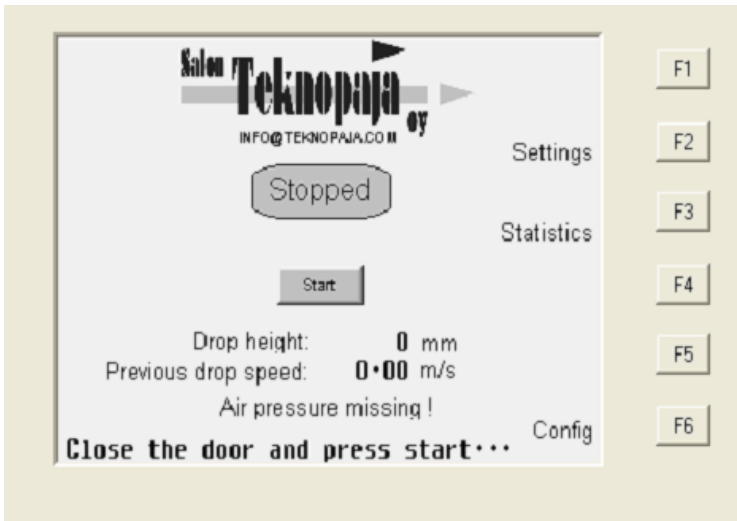 Salon Teknopaja oy
INFO@TEKNOPAJA.COM
Stopped
Start
Drop height: 0 mm
Previous drop speed: 0.00 m/s
Air pressure missing !
Close the door and press start...
Settings
Statistics
Config
F1
F2
F3
F4
F5
F6